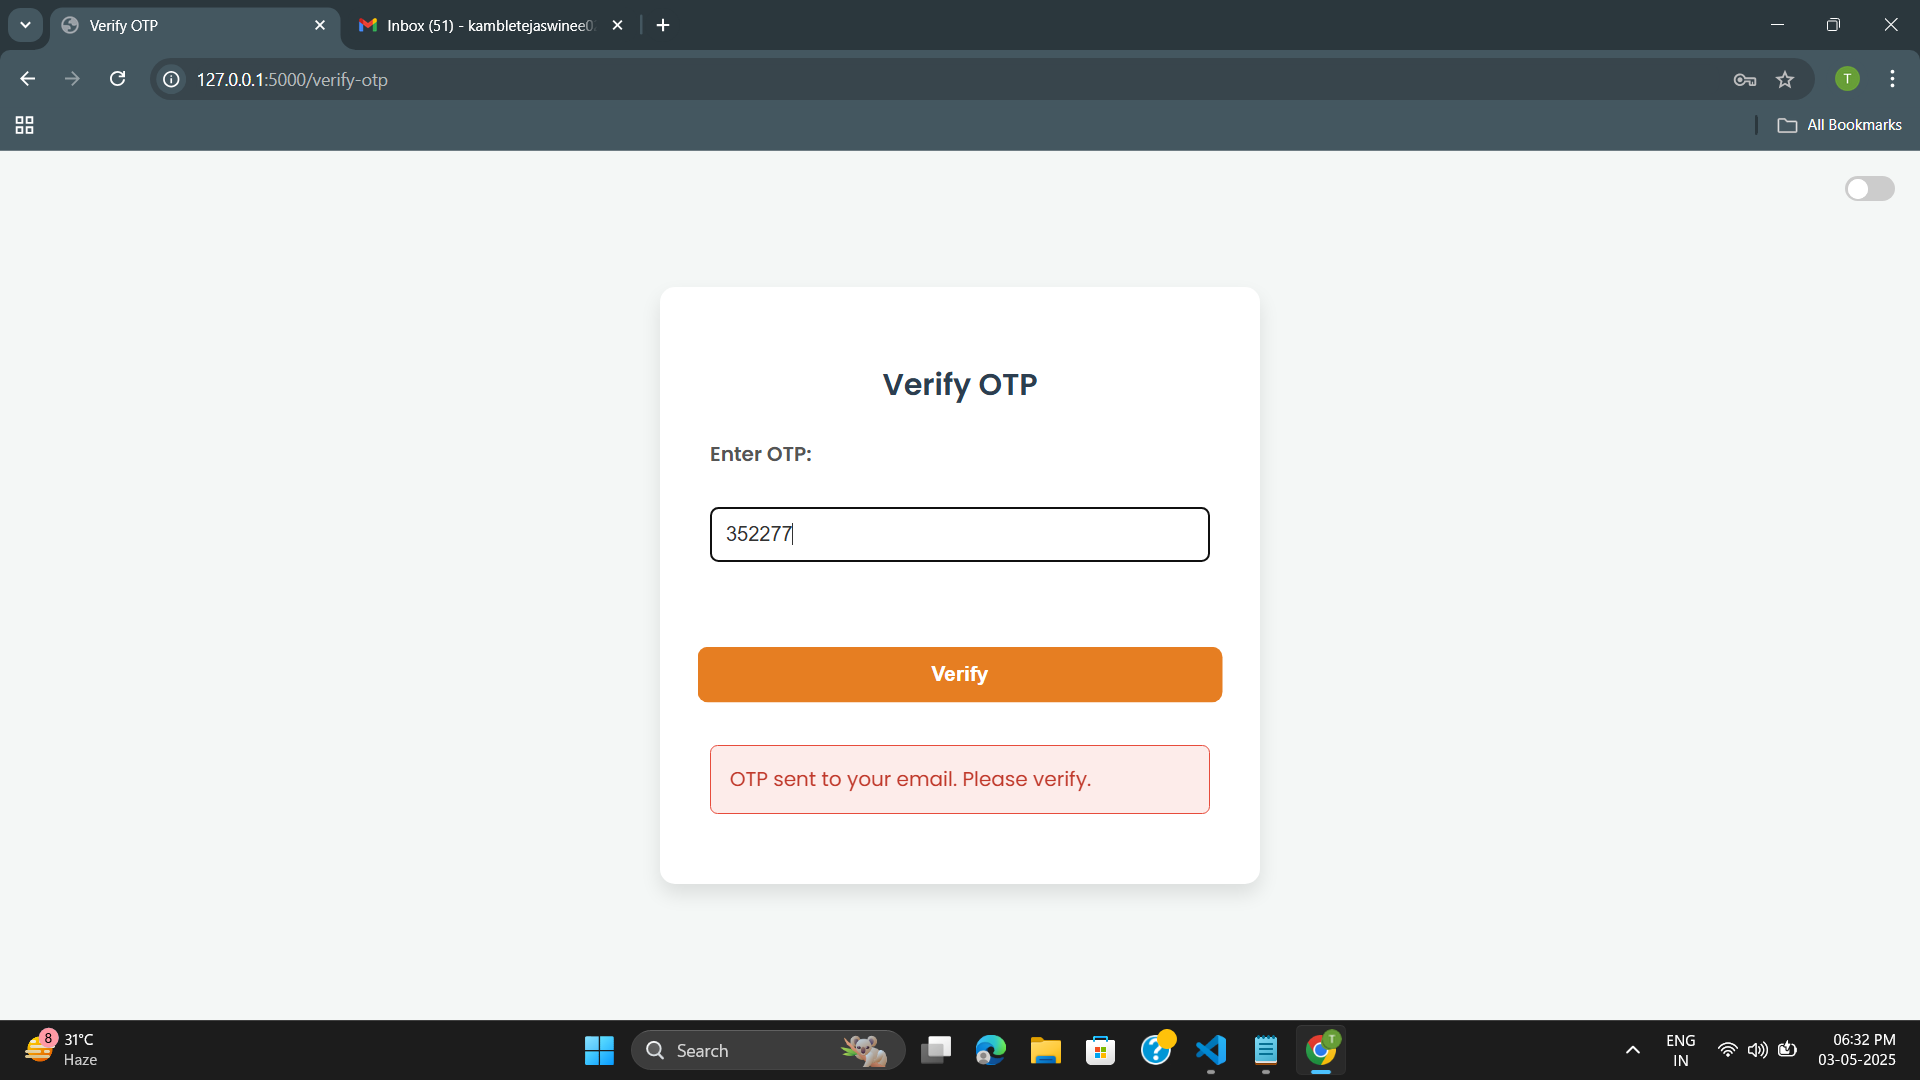 Verify OTP
Inbox (51) - kambletejaswinee0
127.0.0.1:5000/verify-otp
T
All Bookmarks
Verify OTP
Enter OTP:
352277
Verify
OTP sent to your email. Please verify.
8
31°C
Haze
Search
T
ENG
IN
06:32 PM
03-05-2025